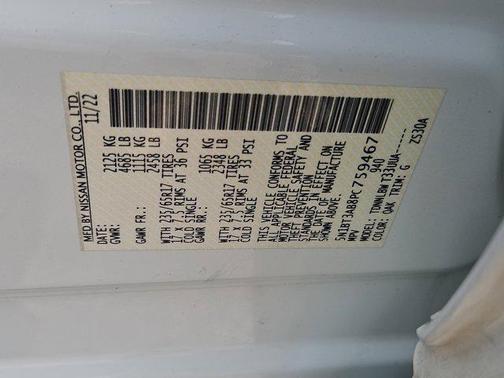 MFD BY NISSAN MOTOR CO., LTD.
DATE: 11/22
GVWR: 2125 KG
4685 LB
GAWR FR.: 1115 KG
2458 LB
WITH 235/65R17 TIRES
17 X 7.5 RIMS AT 36 PSI
COLD SINGLE
GAWR RR.: 1065 KG
2348 LB
WITH 235/65R17 TIRES
17 X 7.5 RIMS AT 33 PSI
COLD SINGLE
THIS VEHICLE CONFORMS TO
ALL APPLICABLE FEDERAL
MOTOR VEHICLE SAFETY AND
THEFT PREVENTION
STANDARDS IN EFFECT ON
THE DATE OF MANUFACTURE
SHOWN ABOVE.
5N1BT3AB8PC759467
MPV 940
MODEL:
COLOR: QAK TRIM: G
ZS30A